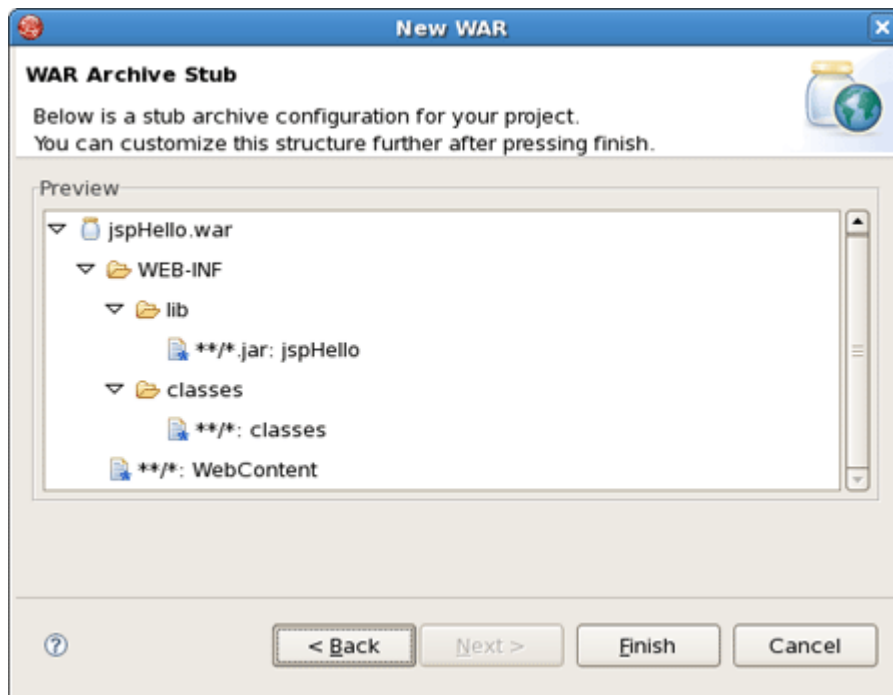 New WAR
WAR Archive Stub
Below is a stub archive configuration for your project.
You can customize this structure further after pressing finish.
Preview
jspHello.war
WEB-INF
lib
**/*.jar: jspHello
classes
**/*: classes
**/*: WebContent
< Back
Next >
Finish
Cancel